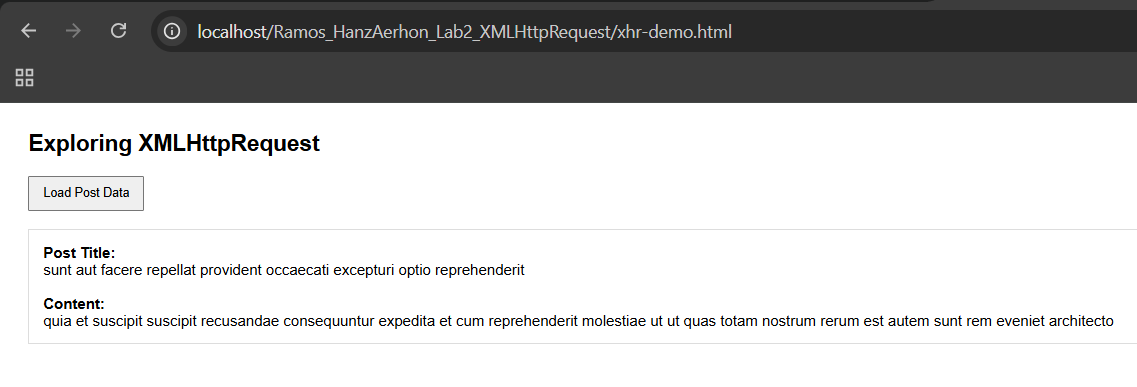 localhost/Ramos_HanzAerhon_Lab2_XMLHttpRequest/xhr-demo.html
Exploring XMLHttpRequest
Load Post Data
Post Title:
sunt aut facere repellat provident occaecati excepturi optio reprehenderit
Content:
quia et suscipit suscipit recusandae consequuntur expedita et cum reprehenderit molestiae ut ut quas totam nostrum rerum est autem sunt rem eveniet architecto